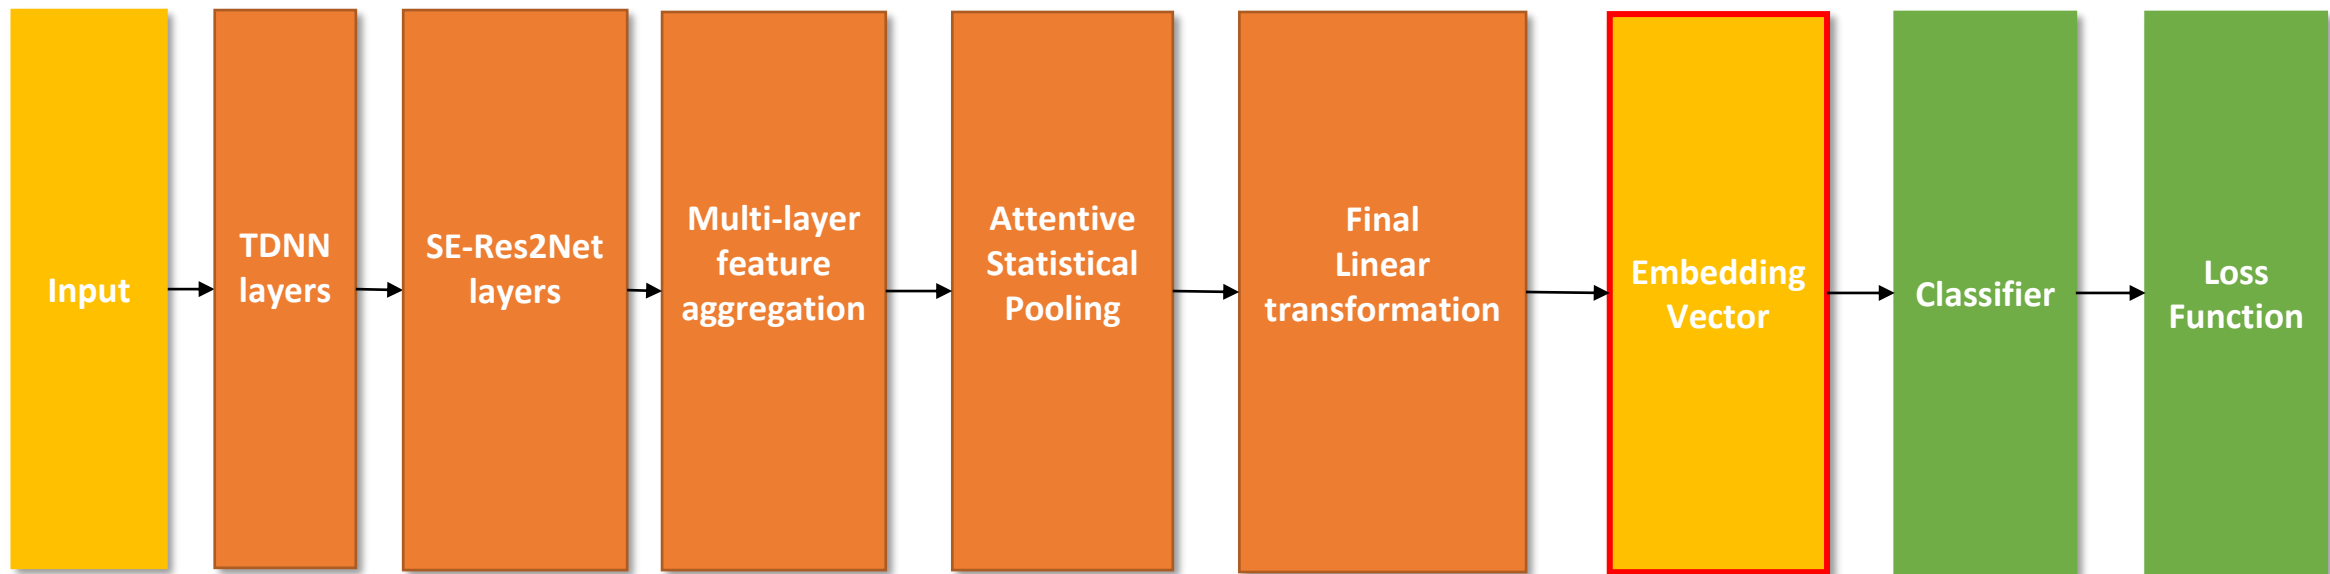 Input
TDNN
layers
SE-Res2Net
layers
Multi-layer
feature
aggregation
Attentive
Statistical
Pooling
Final
Linear
transformation
Embedding
Vector
Classifier
Loss
Function